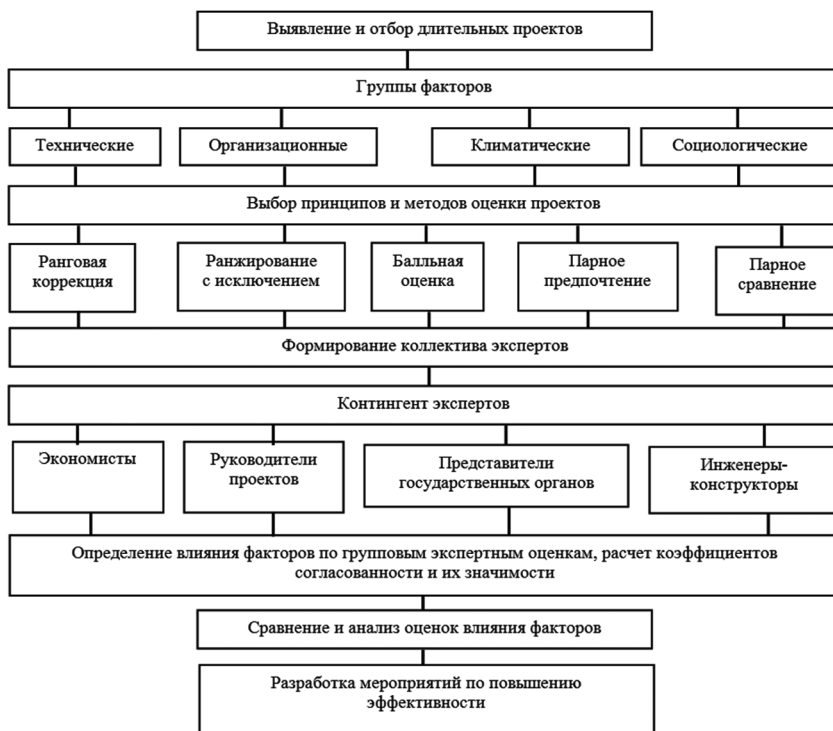 Выявление и отбор длительных проектов
Группы факторов
Технические
Организационные
Климатические
Социологические
Выбор принципов и методов оценки проектов
Ранговая
коррекция
Ранжирование
с исключением
Балльная
оценка
Парное
предпочтение
Парное
сравнение
Формирование коллектива экспертов
Контингент экспертов
Экономисты
Руководители
проектов
Представители
государственных органов
Инженеры-
конструкторы
Определение влияния факторов по групповым экспертным оценкам, расчет коэффициентов
согласованности и их значимости
Сравнение и анализ оценок влияния факторов
Разработка мероприятий по повышению
эффективности